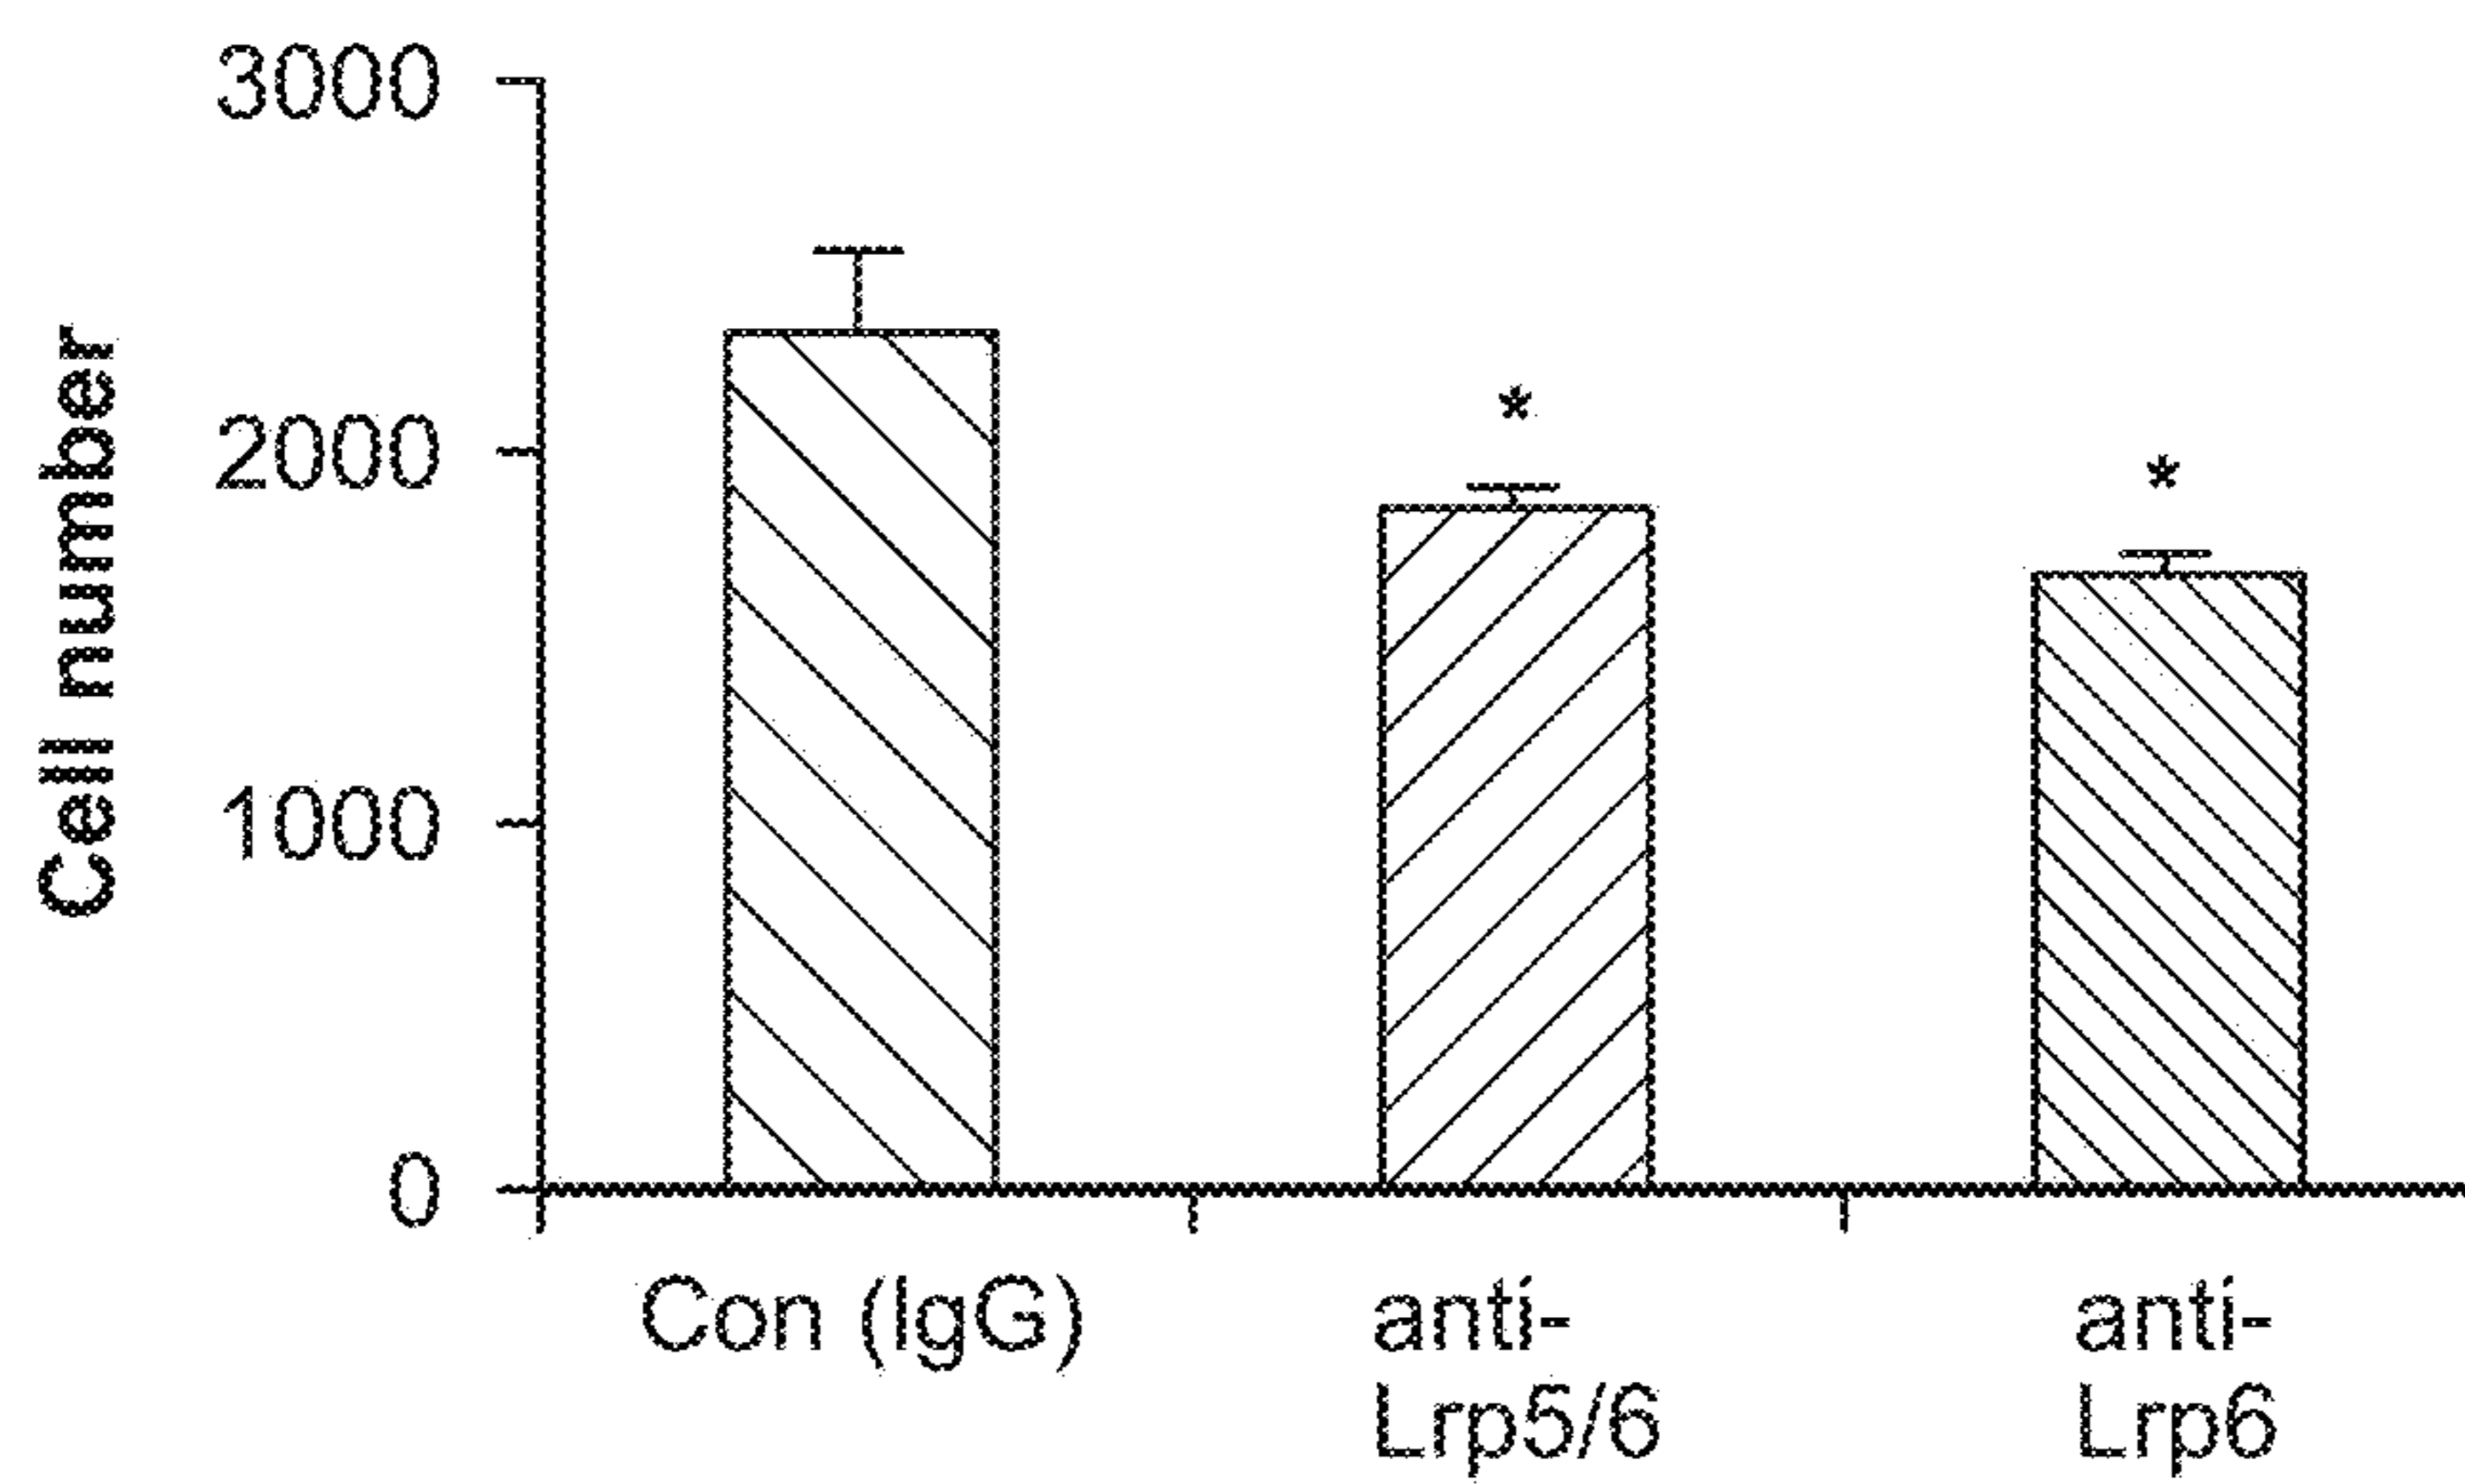 3000
2000
1000
0
Cell number
*
*
Con (IgG)
anti-
Lrp5/6
anti-
Lrp6